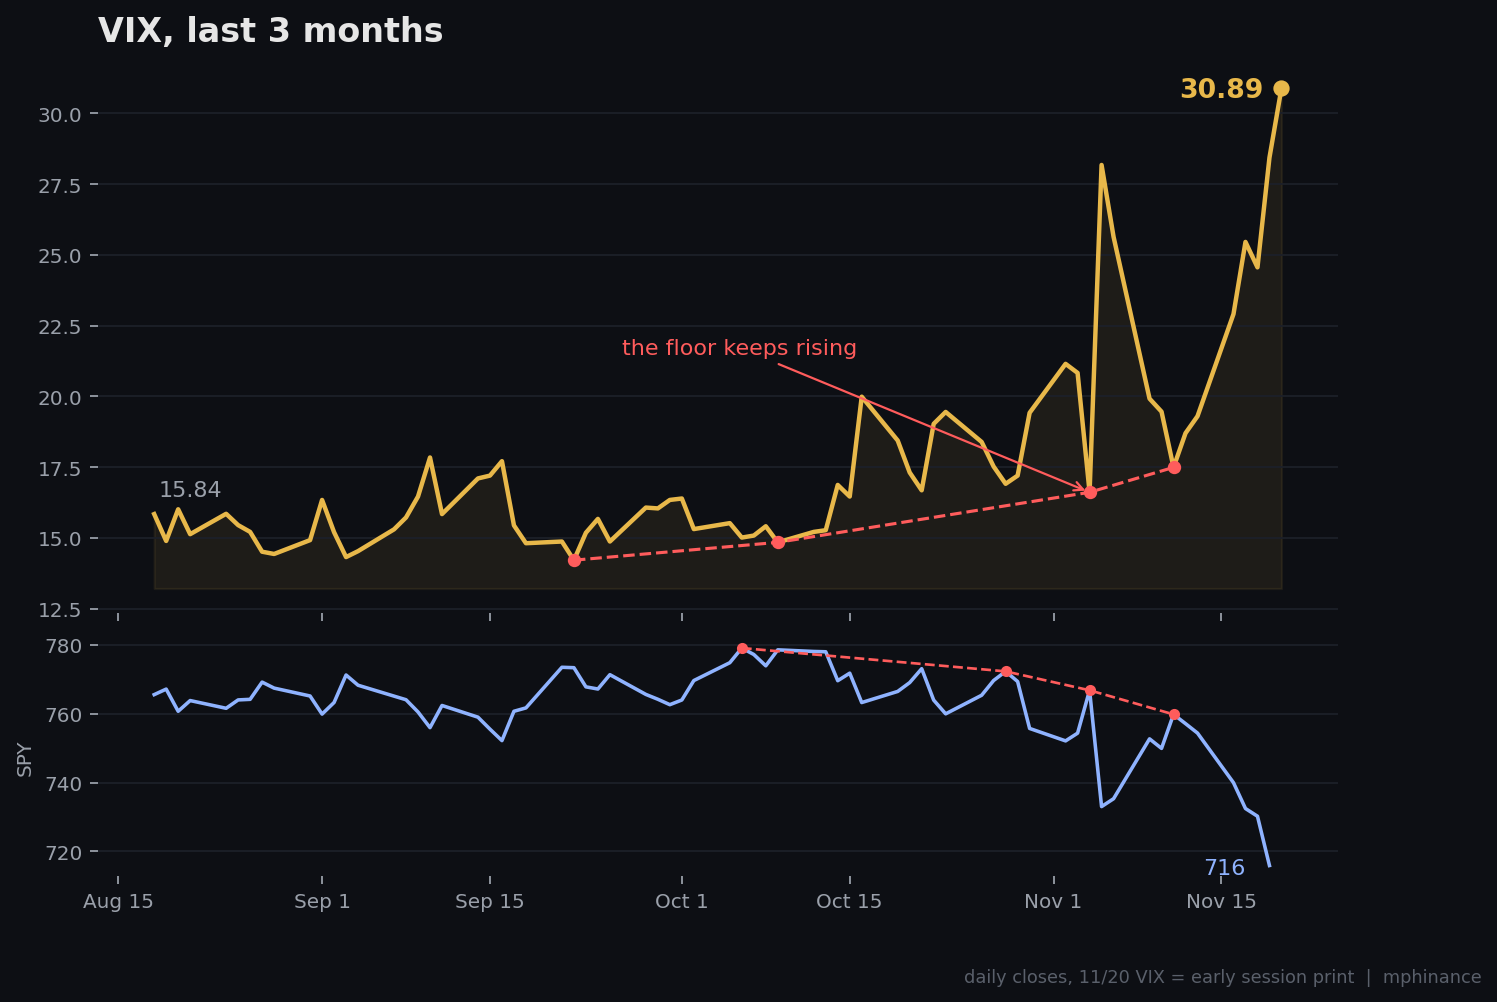 VIX, last 3 months
30.89
30.0
27.5
25.0
22.5
the floor keeps rising
20.0
17.5
15.84
15.0
12.5
780
760
SPY
740
720
716
Aug 15
Sep 1
Sep 15
Oct 1
Oct 15
Nov 1
Nov 15
daily closes, 11/20 VIX = early session print | mphinance